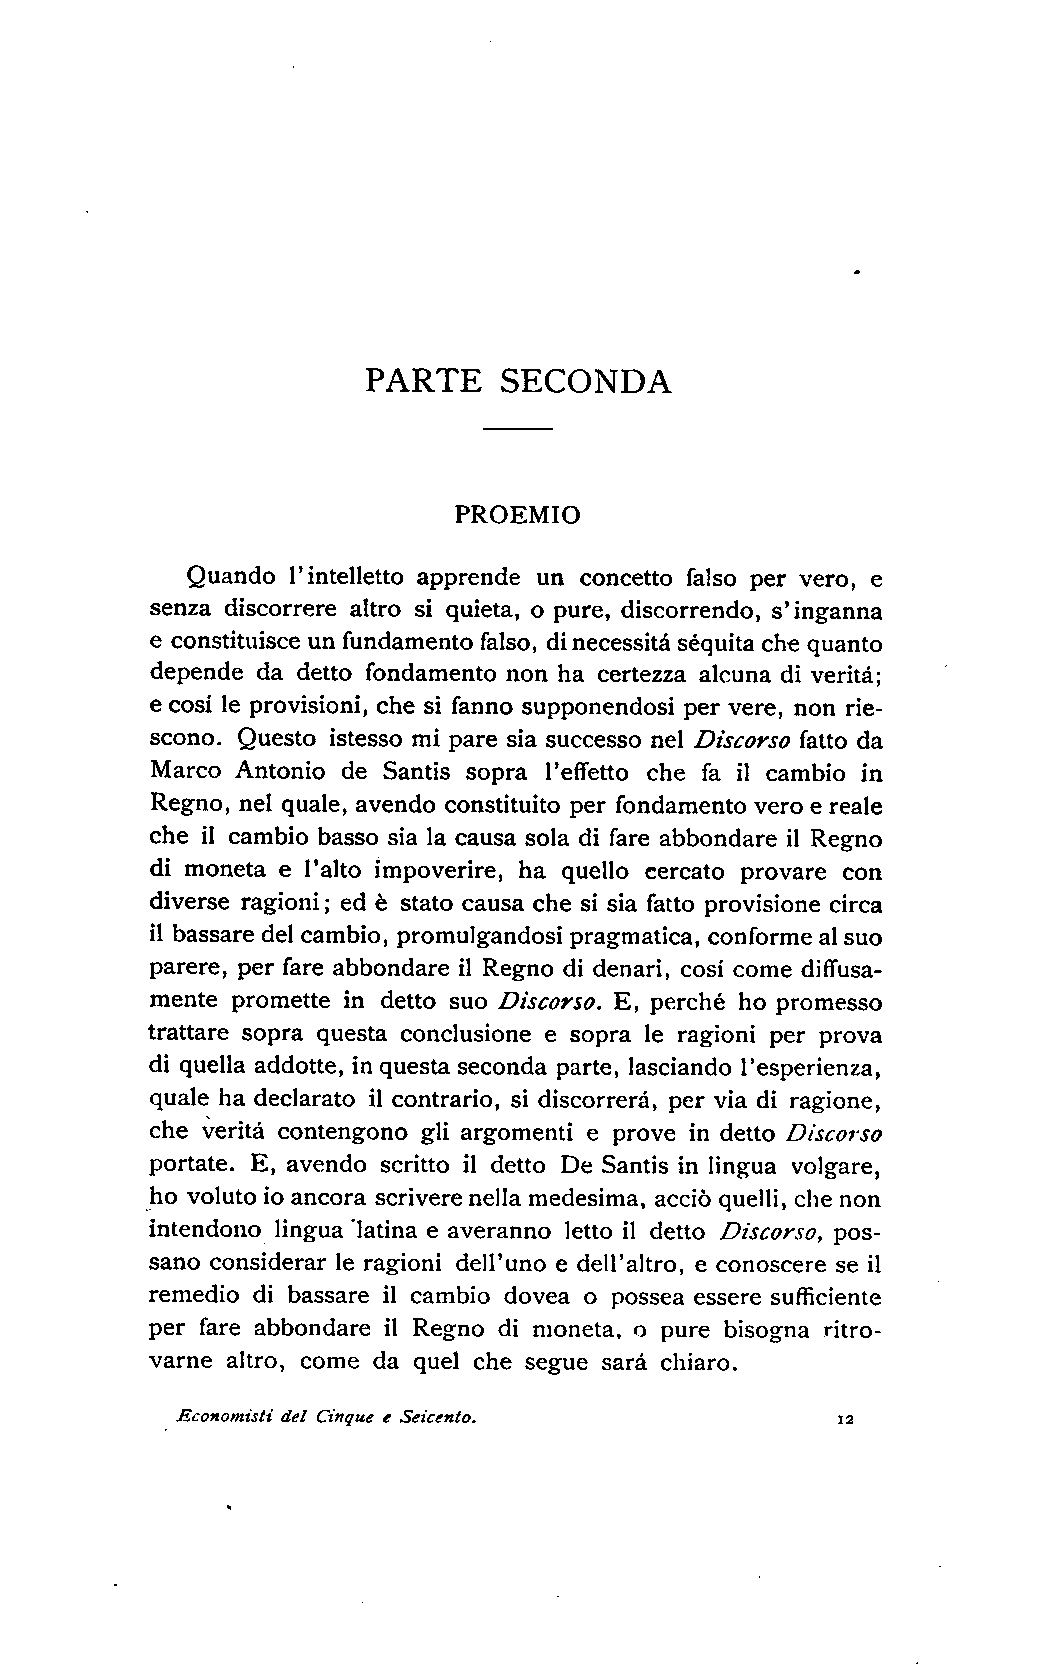 PARTE SECONDA
PROEMIO
Quando l'intelletto apprende un concetto falso per vero, e
senza discorrere altro si quieta, o pure, discorrendo, s'inganna
e constituisce un fundamento falso, di necessitá séquita che quanto
depende da detto fondamento non ha certezza alcuna di veritá;
e cosí le provisioni, che si fanno supponendosi per vere, non rie-
scono. Questo istesso mi pare sia successo nel Discorso fatto da
Marco Antonio de Santis sopra l'effetto che fa il cambio in
Regno, nel quale, avendo constituito per fondamento vero e reale
che il cambio basso sia la causa sola di fare abbondare il Regno
di moneta e l'alto impoverire, ha quello cercato provare con
diverse ragioni; ed è stato causa che si sia fatto provisione circa
il bassare del cambio, promulgandosi pragmatica, conforme al suo
parere, per fare abbondare il Regno di denari, cosí come diffusa-
mente promette in detto suo Discorso. E, perché ho promesso
trattare sopra questa conclusione e sopra le ragioni per prova
di quella addotte, in questa seconda parte, lasciando l'esperienza,
quale ha declarato il contrario, si discorrerá, per via di ragione,
che veritá contengono gli argomenti e prove in detto Discorso
portate. E, avendo scritto il detto De Santis in lingua volgare,
ho voluto io ancora scrivere nella medesima, acciò quelli, che non
intendono lingua latina e averanno letto il detto Discorso, pos-
sano considerar le ragioni dell'uno e dell'altro, e conoscere se il
remedio di bassare il cambio dovea o possea essere sufficiente
per fare abbondare il Regno di moneta, o pure bisogna ritro-
varne altro, come da quel che segue sará chiaro.
Economisti del Cinque e Seicento. 12